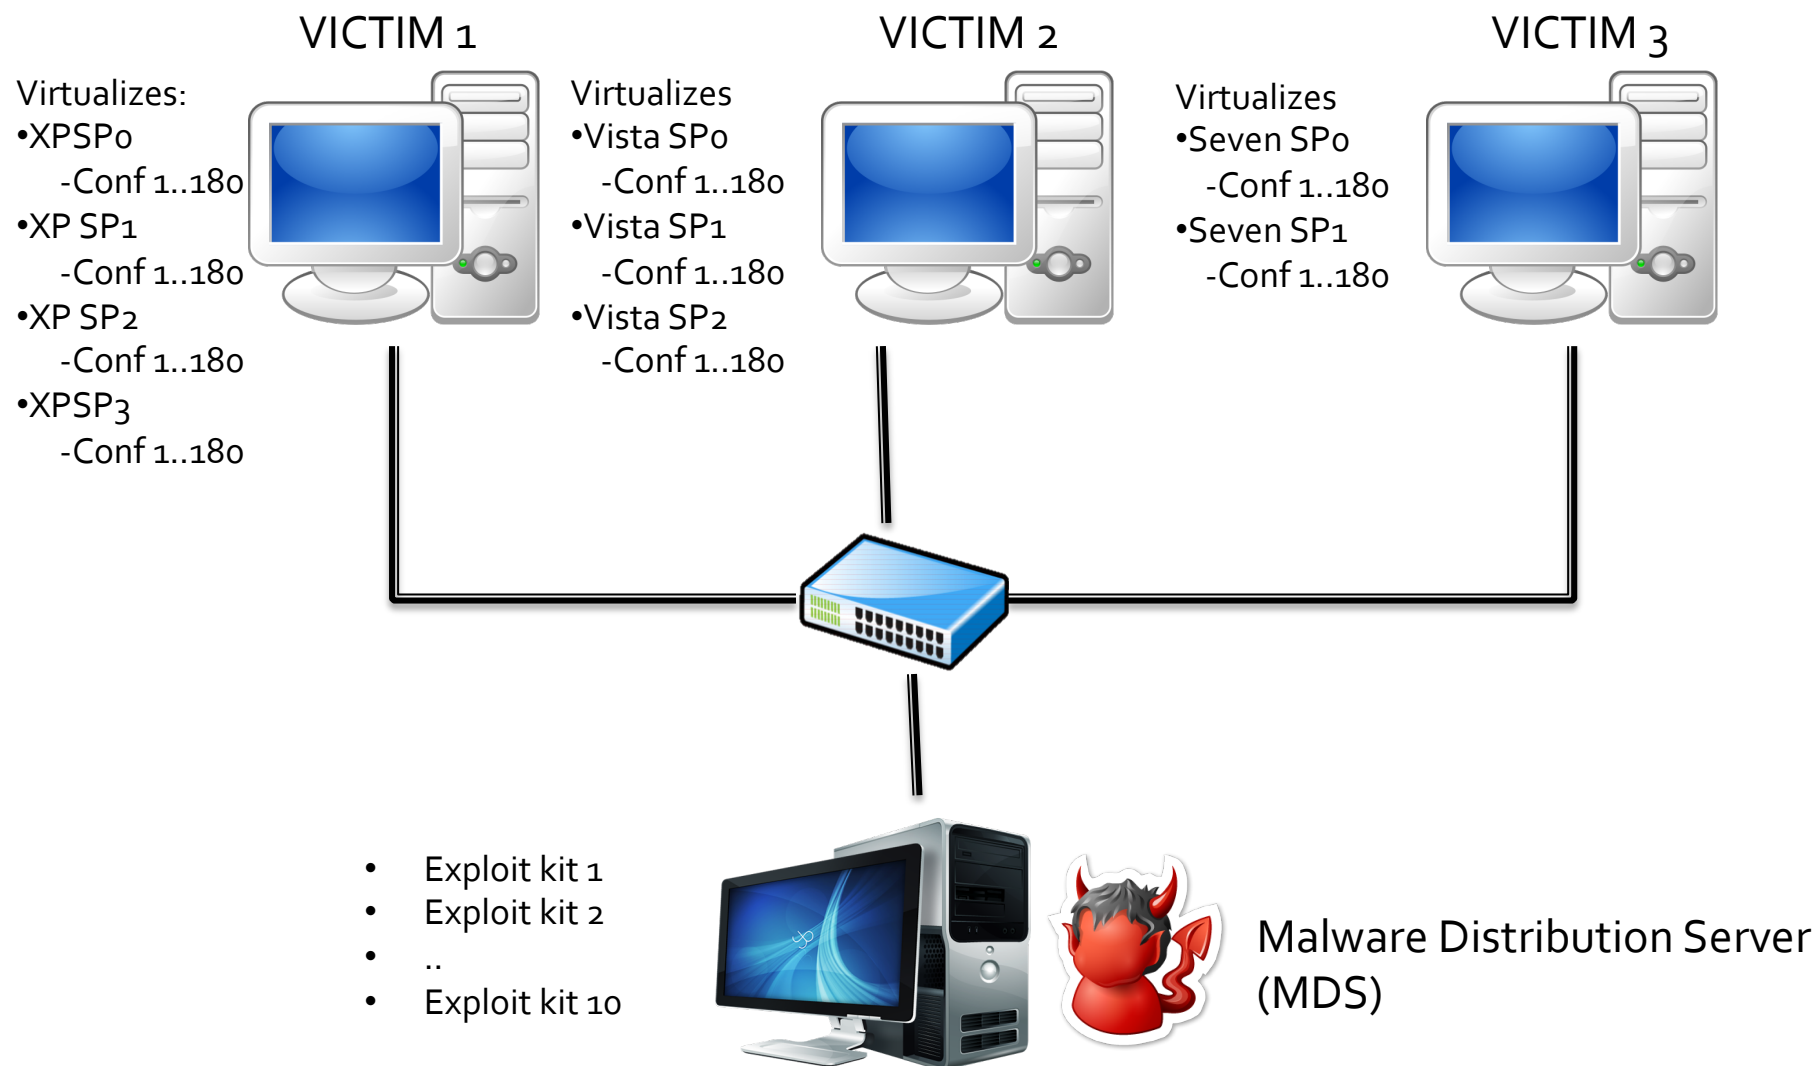 VICTIM 1
Virtualizes:
•XPSP0
-Conf 1..180
•XP SP1
-Conf 1..180
•XP SP2
-Conf 1..180
•XPSP3
-Conf 1..180
VICTIM 2
Virtualizes
•Vista SP0
-Conf 1..180
•Vista SP1
-Conf 1..180
•Vista SP2
-Conf 1..180
VICTIM 3
Virtualizes
•Seven SP0
-Conf 1..180
•Seven SP1
-Conf 1..180
• Exploit kit 1
• Exploit kit 2
• ..
• Exploit kit 10
Malware Distribution Server
(MDS)